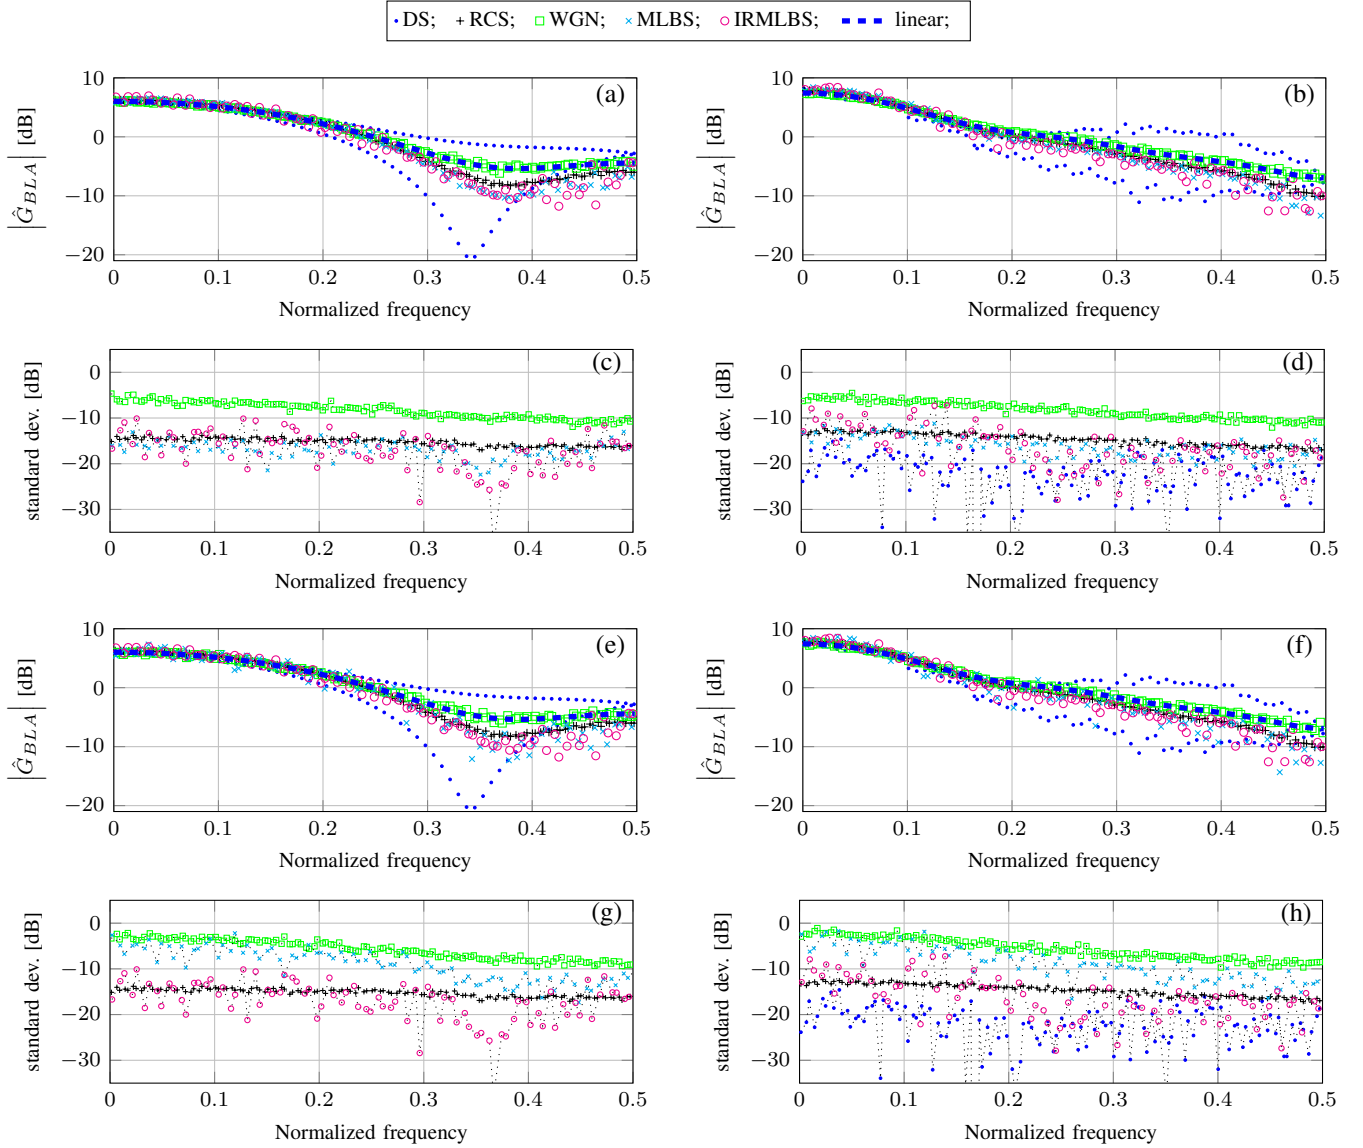 DS; RCS; WGN; MLBS; IRMLBS; linear;
10
0
−10
−20
|Ĝ_BLA| [dB]
(a)
0 0.1 0.2 0.3 0.4 0.5
Normalized frequency
10
0
−10
−20
|Ĝ_BLA| [dB]
(b)
0 0.1 0.2 0.3 0.4 0.5
Normalized frequency
0
−10
−20
−30
standard dev. [dB]
(c)
0 0.1 0.2 0.3 0.4 0.5
Normalized frequency
0
−10
−20
−30
standard dev. [dB]
(d)
0 0.1 0.2 0.3 0.4 0.5
Normalized frequency
10
0
−10
−20
|Ĝ_BLA| [dB]
(e)
0 0.1 0.2 0.3 0.4 0.5
Normalized frequency
10
0
−10
−20
|Ĝ_BLA| [dB]
(f)
0 0.1 0.2 0.3 0.4 0.5
Normalized frequency
0
−10
−20
−30
standard dev. [dB]
(g)
0 0.1 0.2 0.3 0.4 0.5
Normalized frequency
0
−10
−20
−30
standard dev. [dB]
(h)
0 0.1 0.2 0.3 0.4 0.5
Normalized frequency